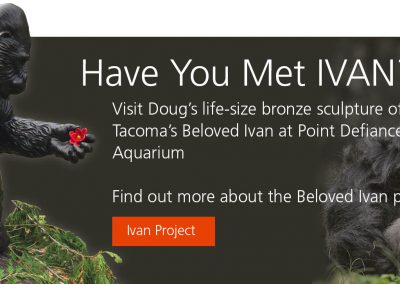 Have You Met IVAN
Visit Doug's life-size bronze sculpture of
Tacoma's Beloved Ivan at Point Defiance
Aquarium
Find out more about the Beloved Ivan p
Ivan Project